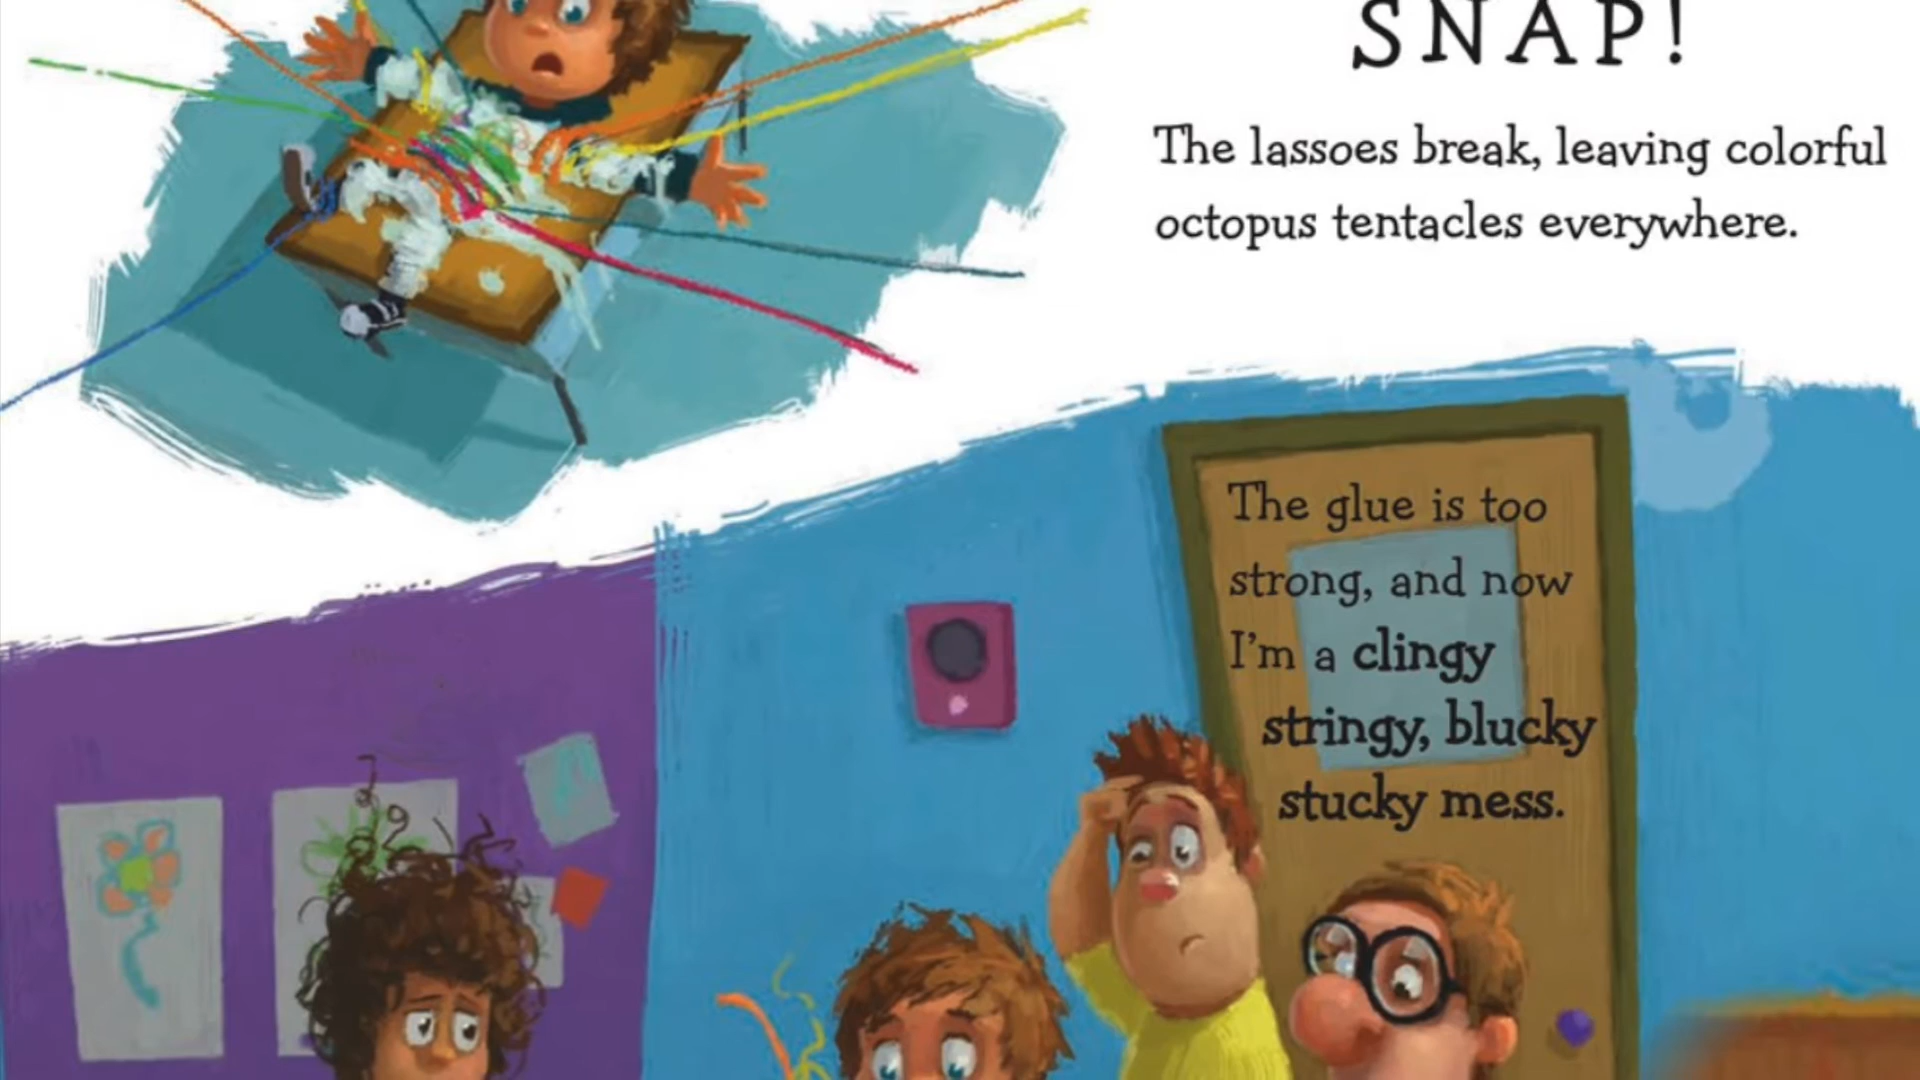 SNAP!
The lassoes break, leaving colorful
octopus tentacles everywhere.
The glue is too
strong, and now
I'm a clingy
stringy, blucky
stucky mess.